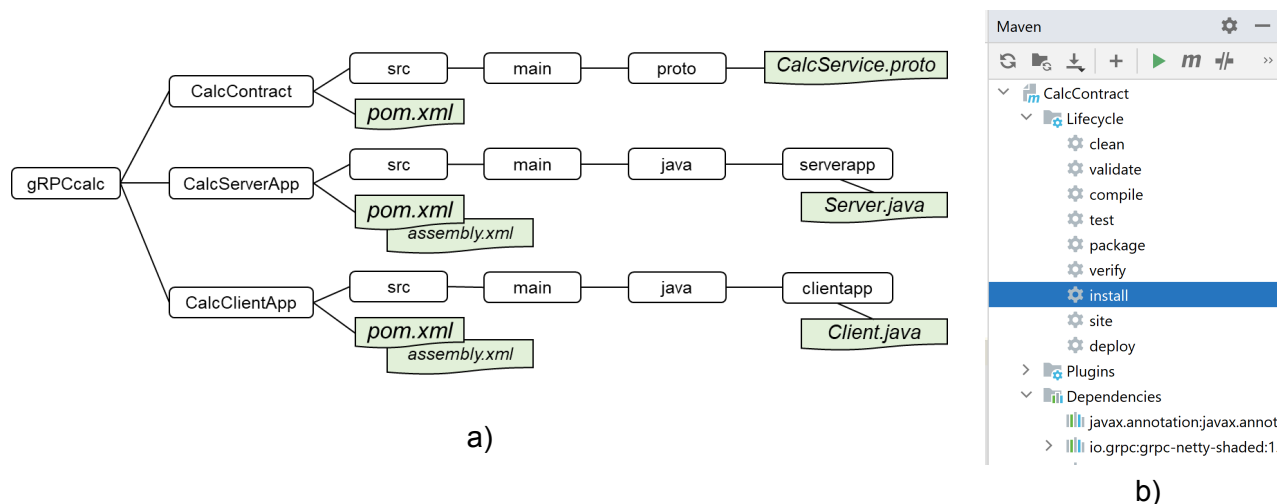 gRPCcalc
CalcContract
src
main
proto
CalcService.proto
pom.xml
CalcServerApp
src
main
java
serverapp
Server.java
pom.xml
assembly.xml
CalcClientApp
src
main
java
clientapp
Client.java
pom.xml
assembly.xml
a)
Maven
m
CalcContract
Lifecycle
clean
validate
compile
test
package
verify
install
site
deploy
Plugins
Dependencies
javax.annotation:javax.annot
io.grpc:grpc-netty-shaded:1.
b)